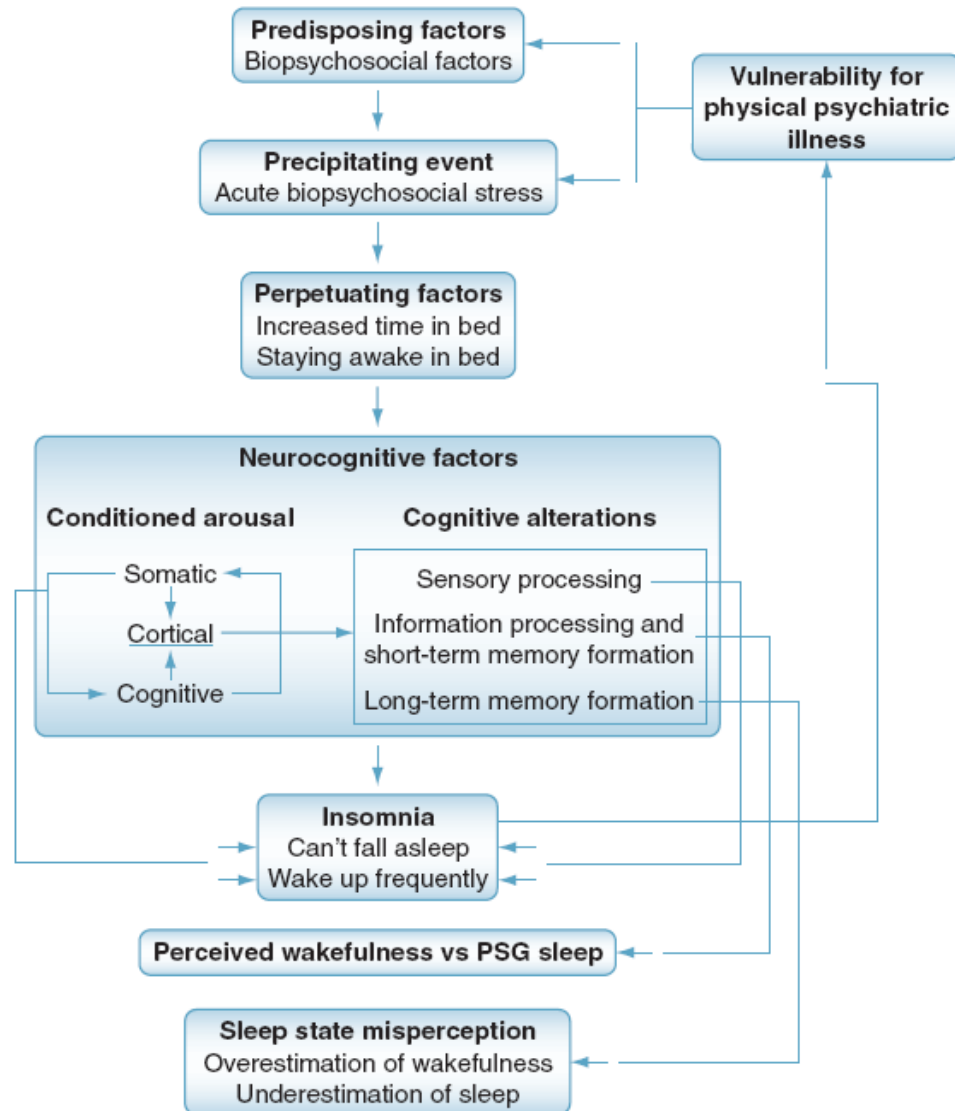 Predisposing factors
Biopsychosocial factors
Vulnerability for
physical psychiatric
illness
Precipitating event
Acute biopsychosocial stress
Perpetuating factors
Increased time in bed
Staying awake in bed
Neurocognitive factors
Conditioned arousal
Cognitive alterations
Somatic
Cortical
Cognitive
Sensory processing
Information processing and
short-term memory formation
Long-term memory formation
Insomnia
Can't fall asleep
Wake up frequently
Perceived wakefulness vs PSG sleep
Sleep state misperception
Overestimation of wakefulness
Underestimation of sleep